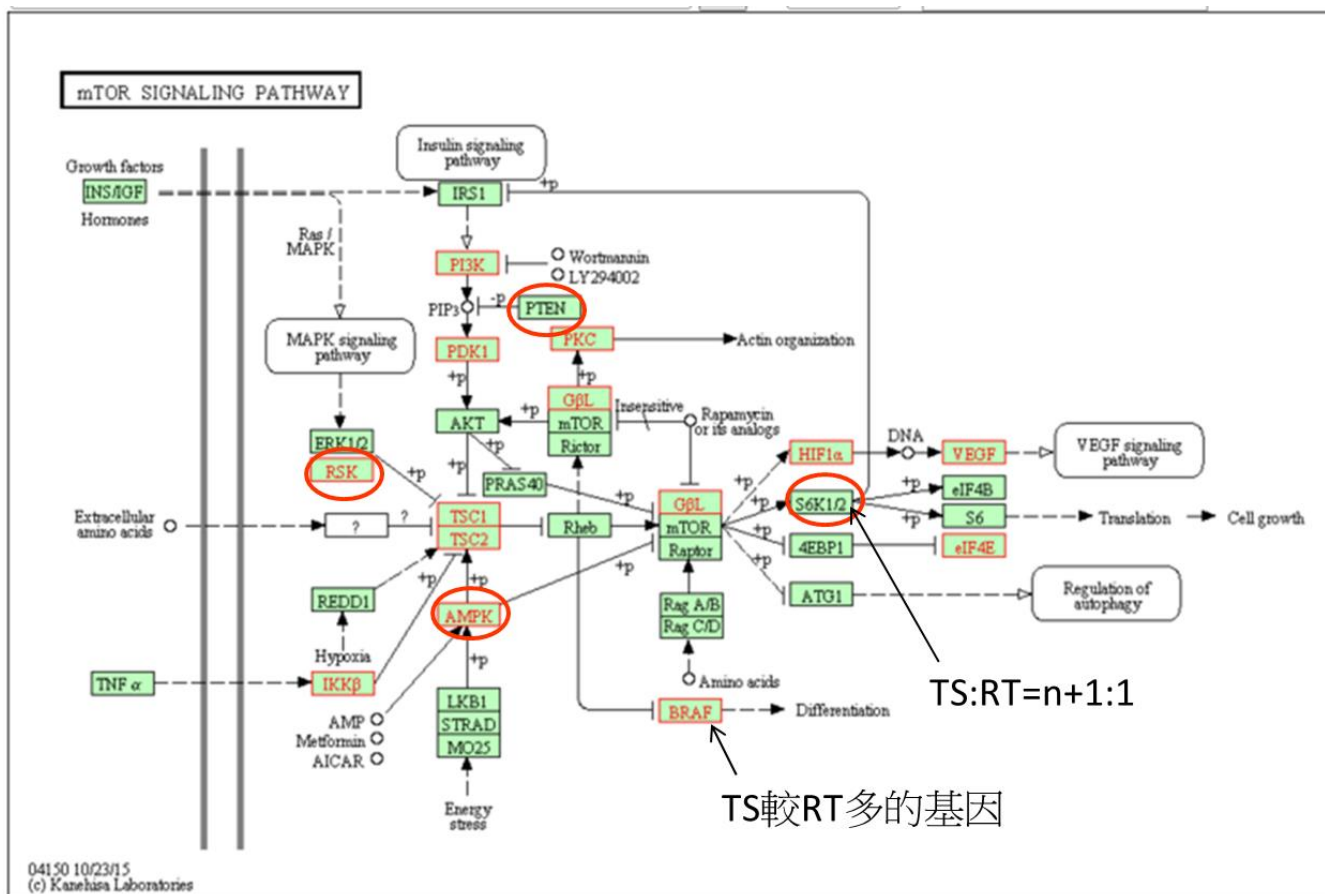 mTOR SIGNALING PATHWAY
Insulin signaling
pathway
Growth factors
INS/IGF
Hormones
IRS1
+p
Ras /
MAPK
PI3K
Wortmannin
LY294002
PIP3
-p
PTEN
MAPK signaling
pathway
PDK1
PKC
Actin organization
+p
+p
GβL
mTOR
Rictor
AKT
+p
Insensitive
Rapamycin
or its analogs
ERK1/2
RSK
+p
+p
+p
PRAS40
+p
HIF1α
DNA
VEGF
VEGF signaling
pathway
+p
+p
S6K1/2
+p
eIF4B
+p
S6
Translation
Cell growth
Extracellular
amino acids
?
?
TSC1
TSC2
Rheb
GβL
mTOR
Raptor
+p
4EBP1
eIF4E
+p
+p
+p
+p
ATG1
Regulation of
autophagy
REDD1
AMPK
Rag A/B
Rag C/D
Hypoxia
+p
Amino acids
TNF α
IKKβ
LKB1
STRAD
MO25
BRAF
Differentiation
AMP
Metformin
AICAR
TS:RT=n+1:1
Energy
stress
TS較RT多的基因
04150 10/23/15
(c) Kanehisa Laboratories